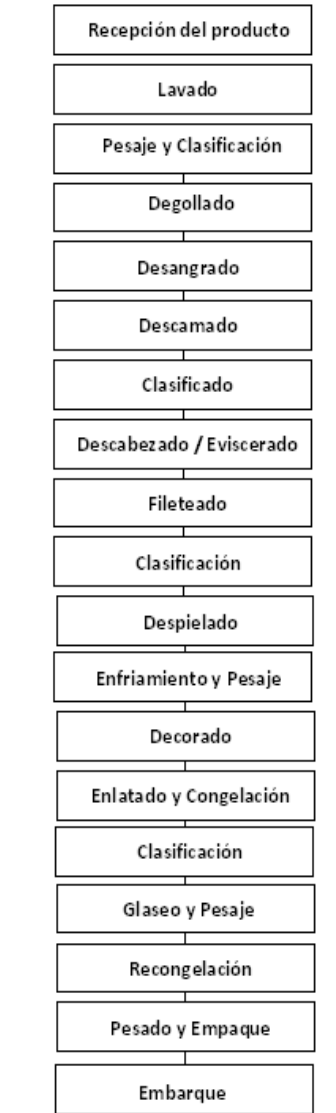 Recepción del producto
Lavado
Pesaje y Clasificación
Degollado
Desangrado
Descamado
Clasificado
Descabezado / Eviscerado
Fileteado
Clasificación
Despielado
Enfriamiento y Pesaje
Decorado
Enlatado y Congelación
Clasificación
Glaseo y Pesaje
Recongelación
Pesado y Empaque
Embarque